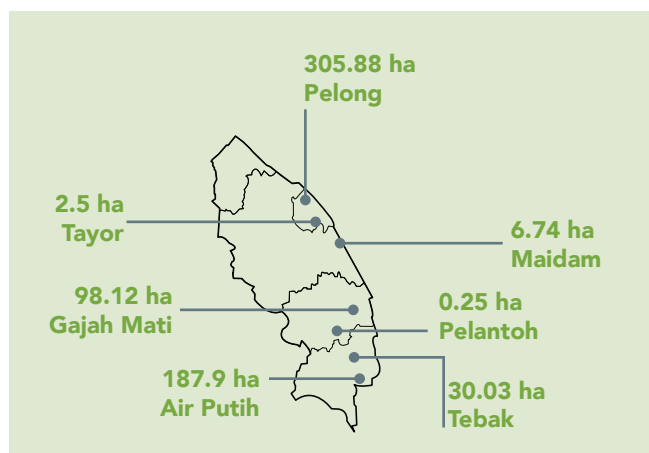 305.88 ha
Pelong
2.5 ha
Tayor
6.74 ha
Maidam
98.12 ha
Gajah Mati
0.25 ha
Pelantoh
187.9 ha
Air Putih
30.03 ha
Tebak